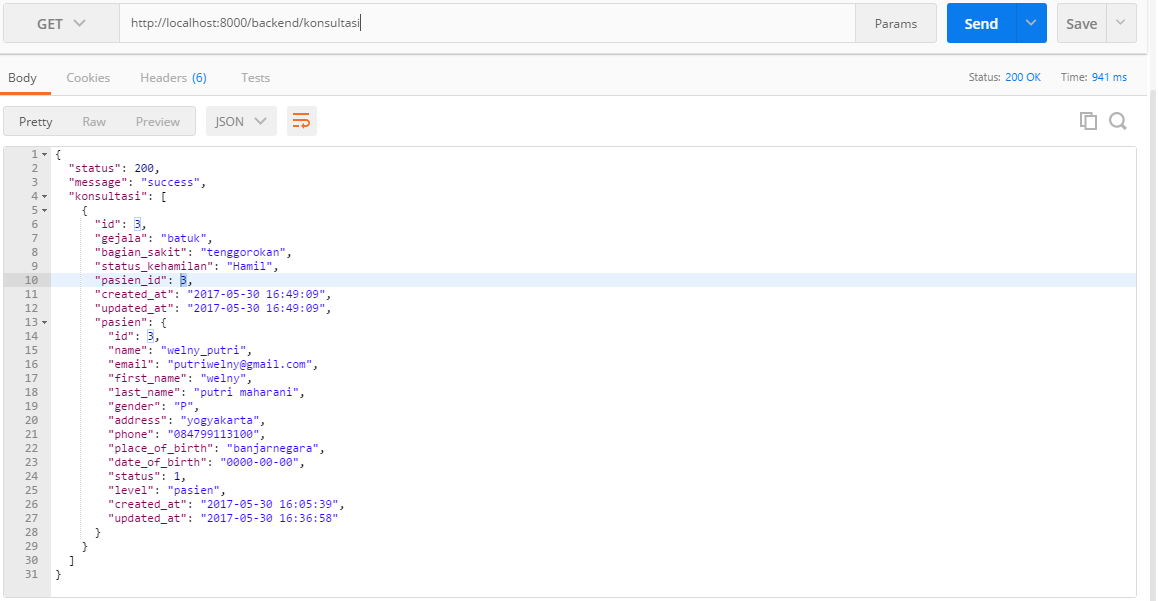 GET http://localhost:8000/backend/konsultasi Params Send Save
Body Cookies Headers (6) Tests Status: 200 OK Time: 941 ms
Pretty Raw Preview JSON
1 {
2 "status": 200,
3 "message": "success",
4 "konsultasi": [
5 {
6 "id": 3,
7 "gejala": "batuk",
8 "bagian_sakit": "tenggorokan",
9 "status_kehamilan": "Hamil",
10 "pasien_id": 3,
11 "created_at": "2017-05-30 16:49:09",
12 "updated_at": "2017-05-30 16:49:09",
13 "pasien": {
14 "id": 3,
15 "name": "welny_putri",
16 "email": "putriwelny@gmail.com",
17 "first_name": "welny",
18 "last_name": "putri maharani",
19 "gender": "P",
20 "address": "yogyakarta",
21 "phone": "084799113100",
22 "place_of_birth": "banjarnegara",
23 "date_of_birth": "0000-00-00",
24 "status": 1,
25 "level": "pasien",
26 "created_at": "2017-05-30 16:05:39",
27 "updated_at": "2017-05-30 16:36:58"
28 }
29 }
30 ]
31 }